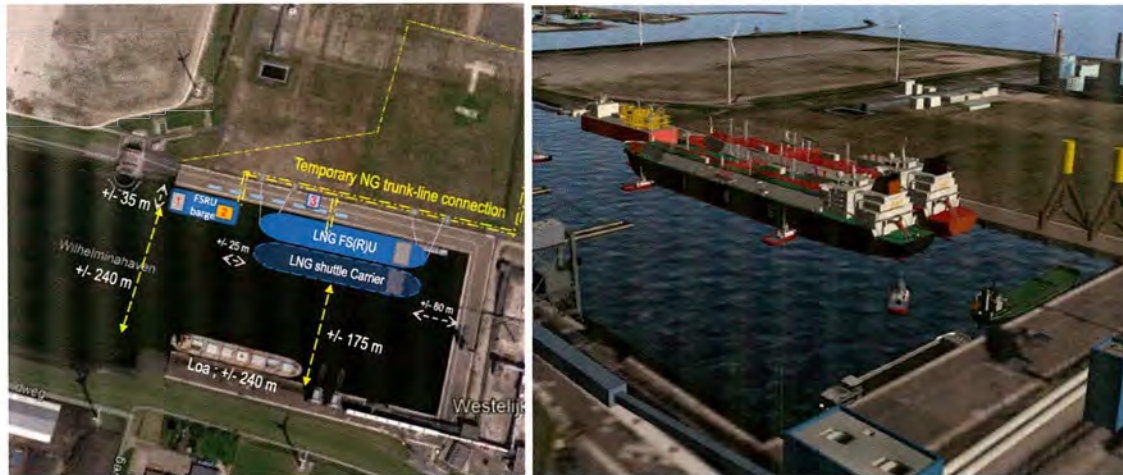 Temporary NG trunk-line connection
+/- 35 m
1
FSRU
barge
2
3
LNG FS(R)U
+/- 25 m
LNG shuttle Carrier
Wilhelminahaven
+/- 240 m
+/- 80 m
+/- 175 m
Loa ; +/- 240 m
Westelijk